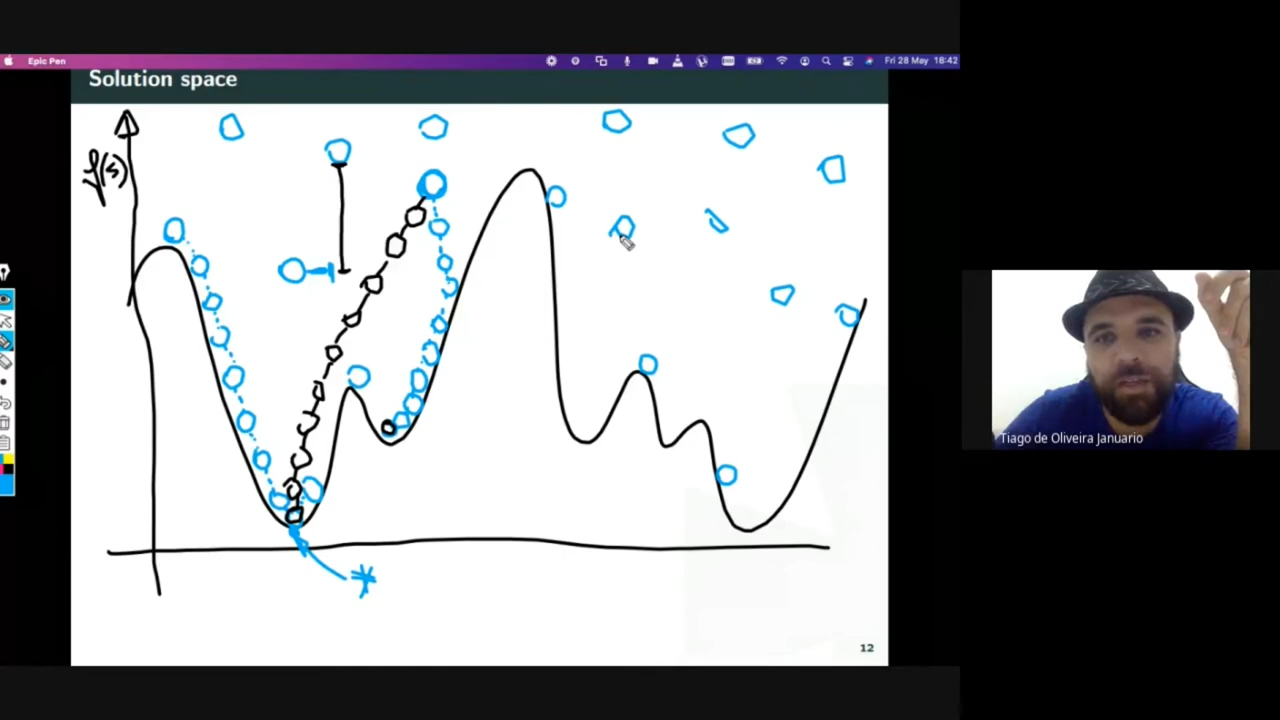 Epic Pen
Fri 28 May 18:42
Solution space
f(s)
*
Tiago de Oliveira Januario
12